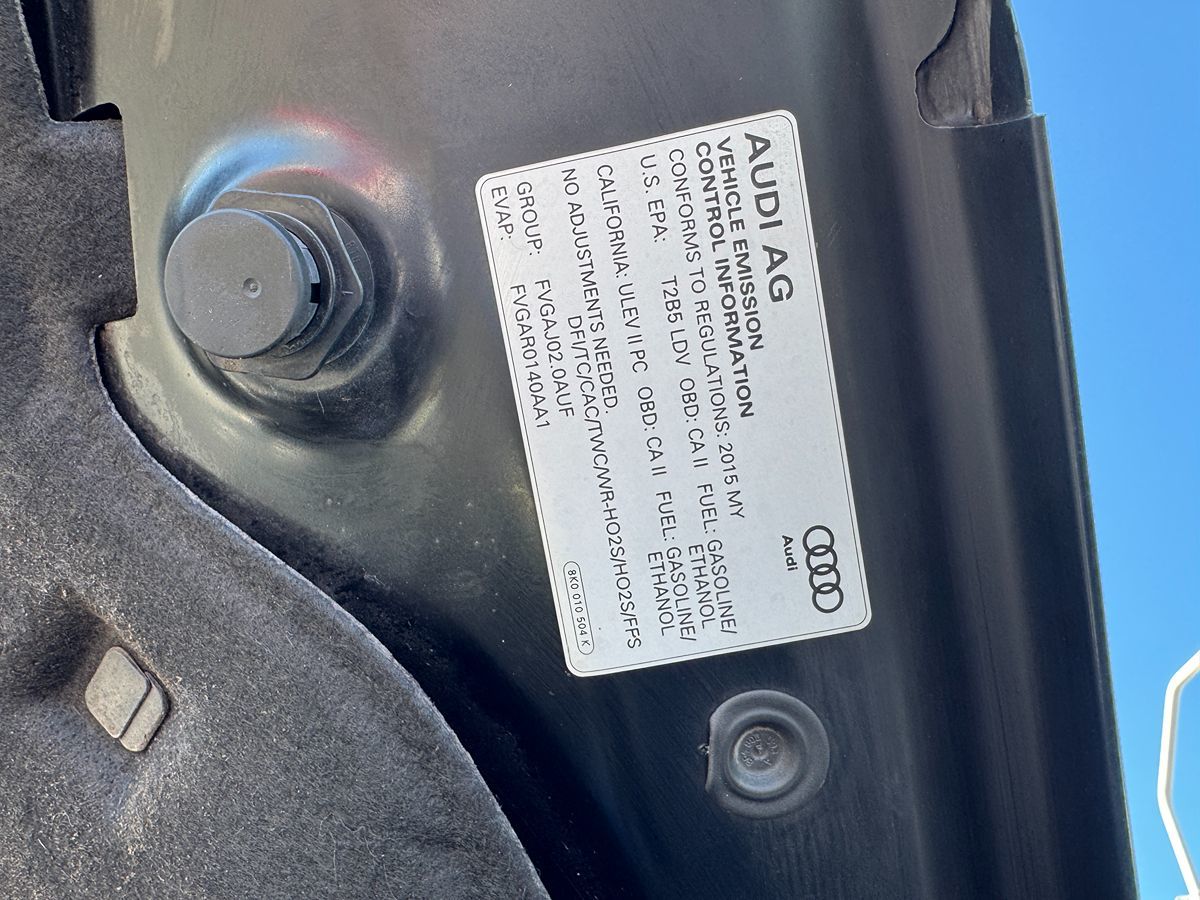 AUDI AG
VEHICLE EMISSION
CONTROL INFORMATION
CONFORMS TO REGULATIONS: 2015 MY
U.S. EPA: T2B5 LDV OBD: CA II FUEL: GASOLINE/
ETHANOL
CALIFORNIA: ULEV II PC OBD: CA II FUEL: GASOLINE/
ETHANOL
NO ADJUSTMENTS NEEDED.
DFI/TC/CAC/TWC/WR-HO2S/HO2S/FFS
GROUP: FVGAJ02.0AUF
EVAP: FVGAR0140AA1
8K0 010 504 K
Audi